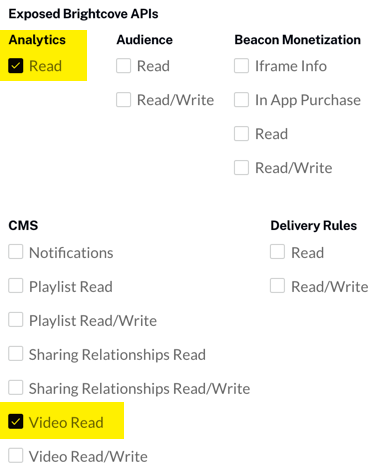 Exposed Brightcove APIs
Analytics Audience Beacon Monetization
Read Read Iframe Info
Read/Write In App Purchase
Read
Read/Write
CMS Delivery Rules
Notifications Read
Playlist Read Read/Write
Playlist Read/Write
Sharing Relationships Read
Sharing Relationships Read/Write
Video Read
Video Read/Write